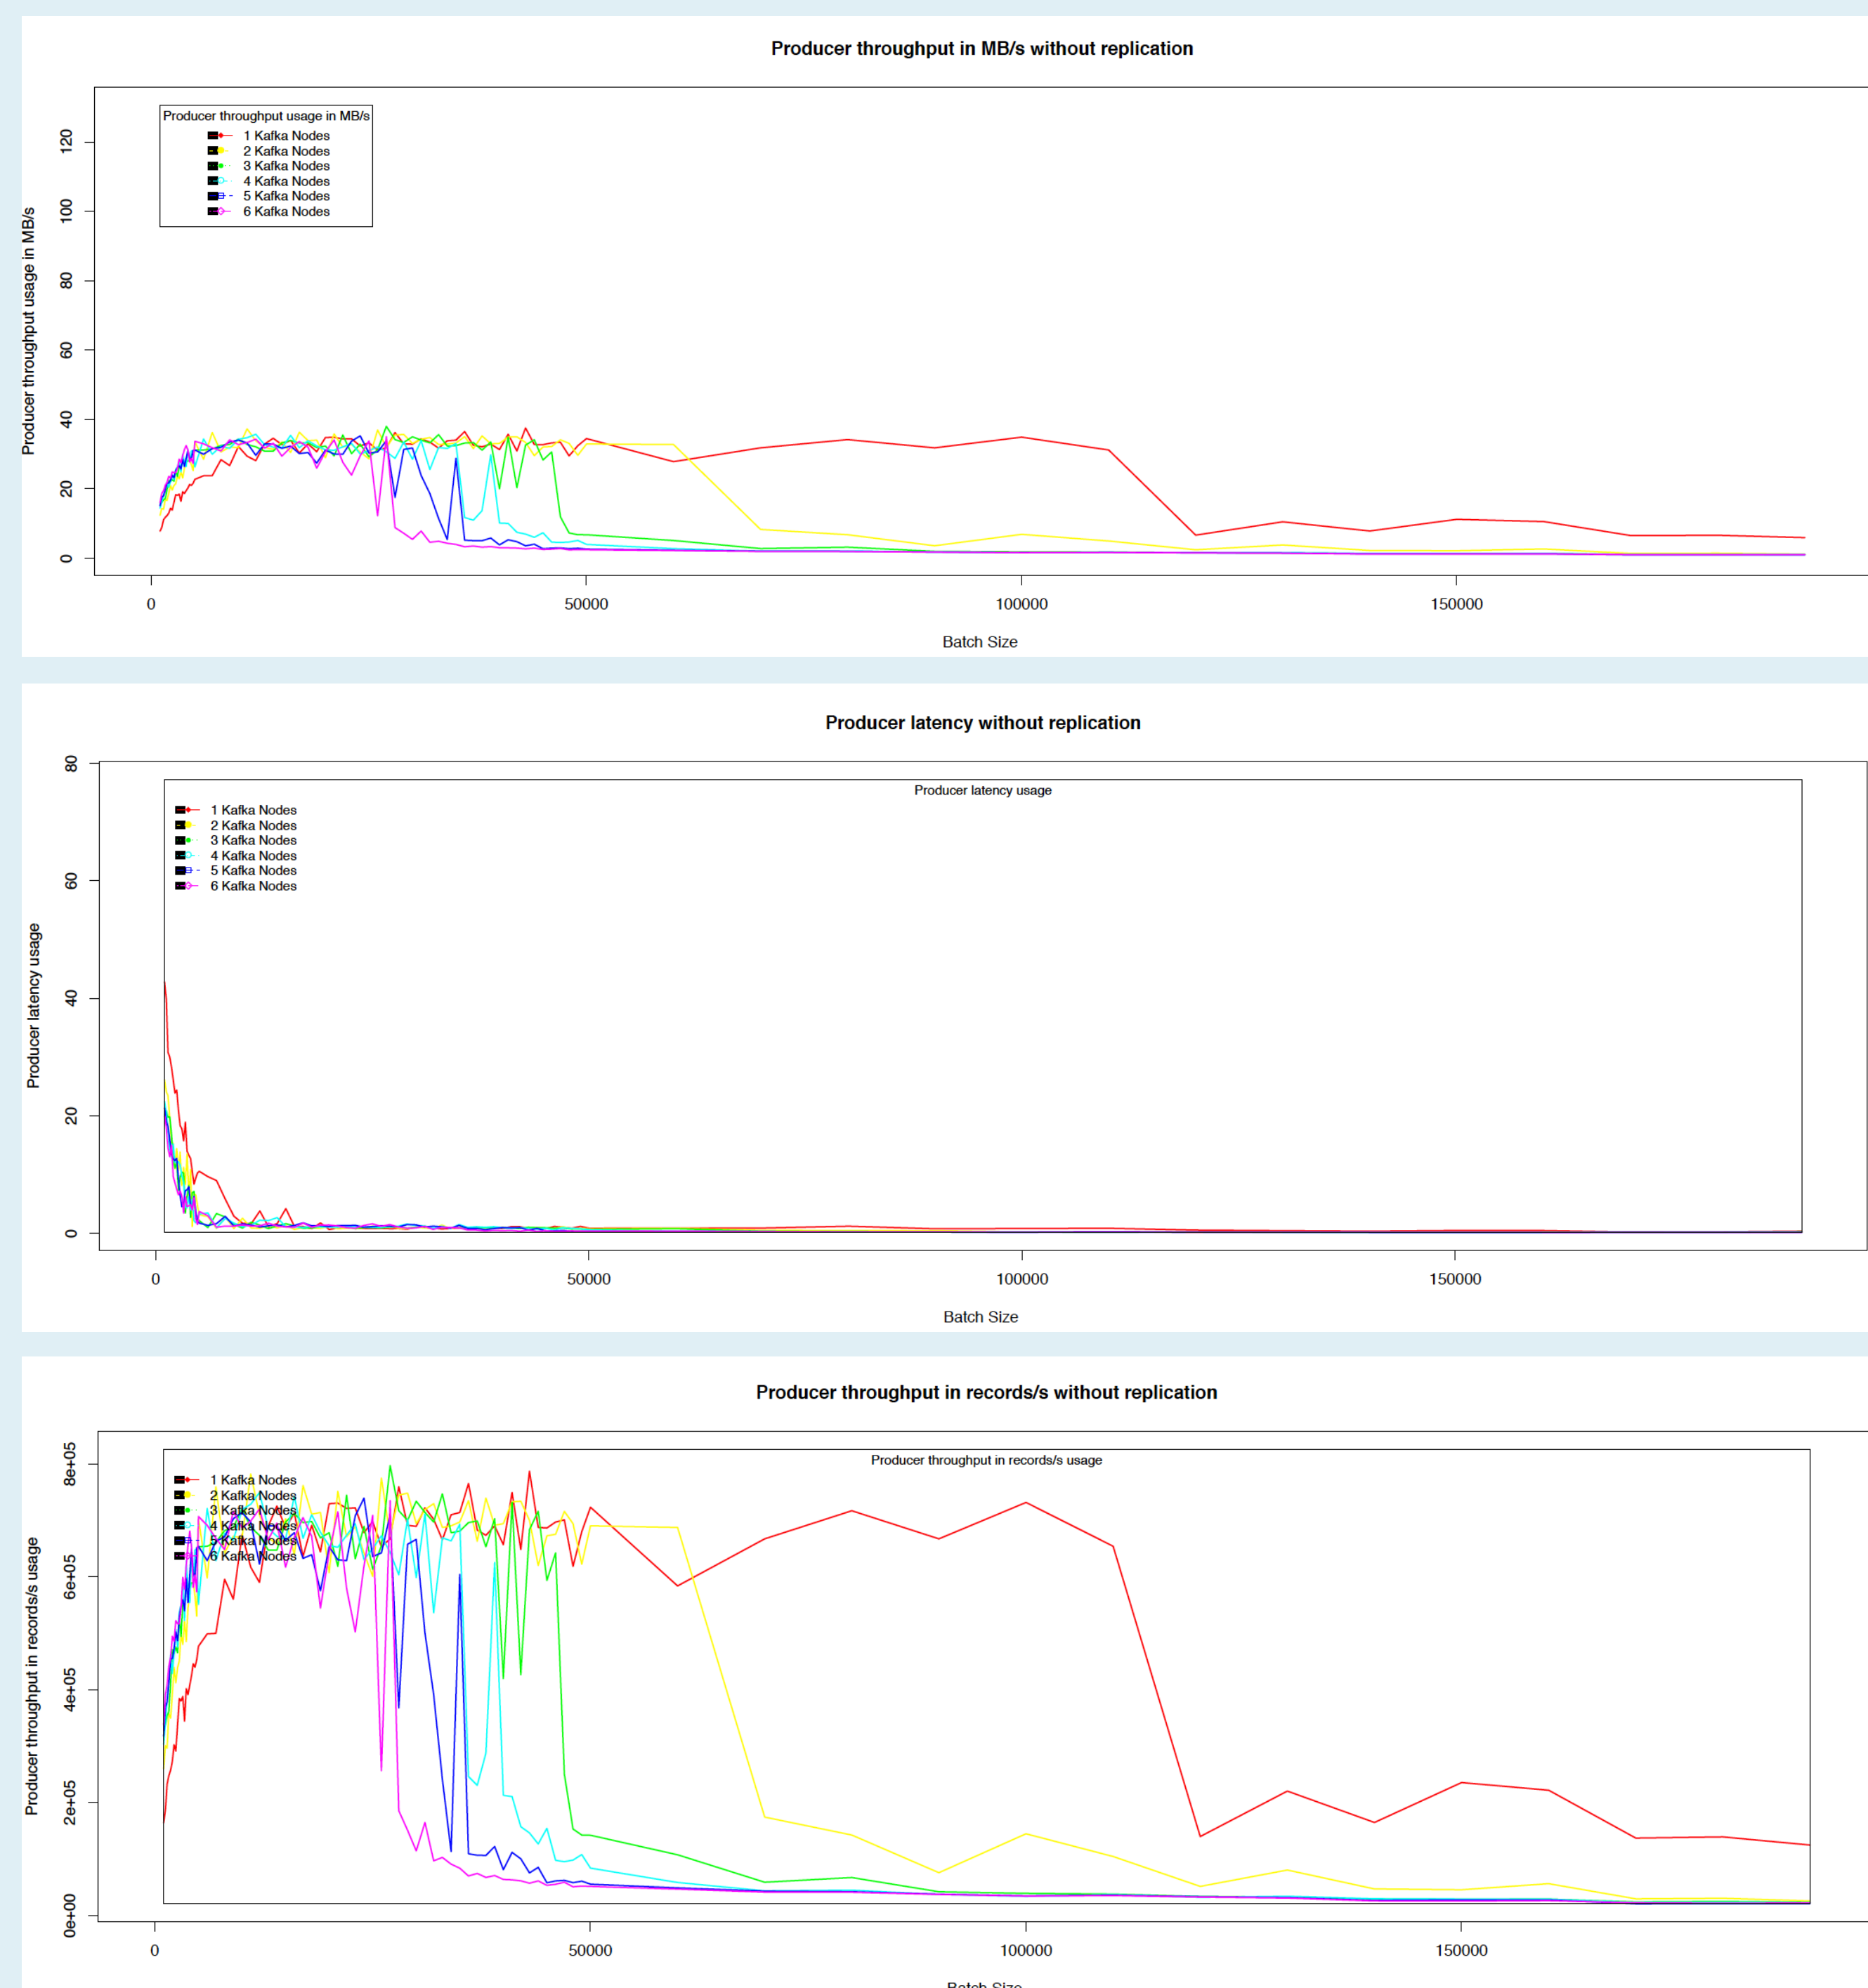 Producer throughput in MB/s without replication
Producer throughput usage in MB/s
120
100
80
60
40
20
0
Producer throughput usage in MB/s
1 Kafka Nodes
2 Kafka Nodes
3 Kafka Nodes
4 Kafka Nodes
5 Kafka Nodes
6 Kafka Nodes
0
50000
100000
150000
Batch Size
Producer latency without replication
Producer latency usage
80
60
40
20
0
Producer latency usage
1 Kafka Nodes
2 Kafka Nodes
3 Kafka Nodes
4 Kafka Nodes
5 Kafka Nodes
6 Kafka Nodes
0
50000
100000
150000
Batch Size
Producer throughput in records/s without replication
Producer throughput in records/s usage
8e+05
6e+05
4e+05
2e+05
0e+00
Producer throughput in records/s usage
1 Kafka Nodes
2 Kafka Nodes
3 Kafka Nodes
4 Kafka Nodes
5 Kafka Nodes
6 Kafka Nodes
0
50000
100000
150000
Batch Size